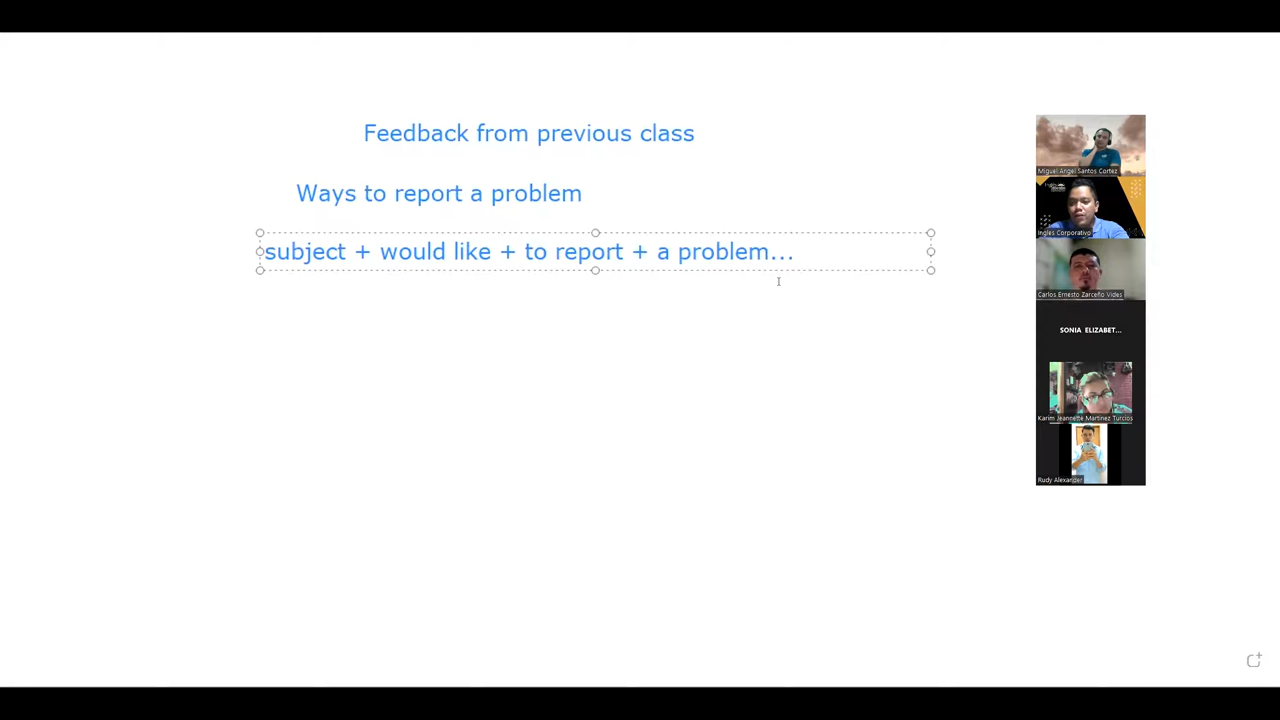 Feedback from previous class
Ways to report a problem
subject + would like + to report + a problem...
Miguel Angel Santos Cortez
Ingles Corporativo
Carlos Ernesto Zarceño Vides
SONIA ELIZABET...
Karim Jeannette Martinez Turcios
Rudy Alexander